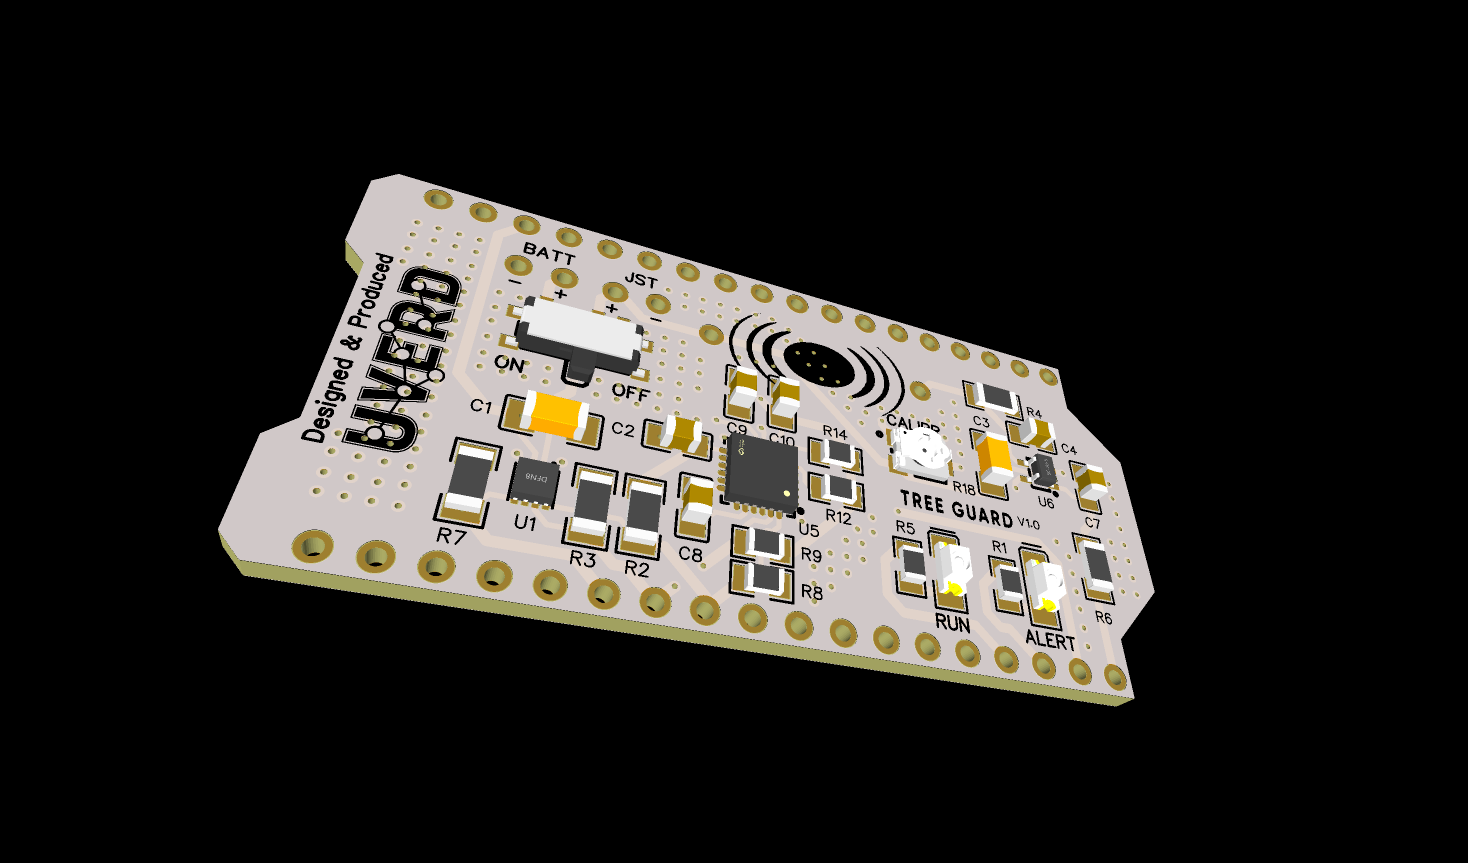 BATT
JST
- +
+ -
ON
OFF
Designed & Produced
UVERD
C1
C2
C9
C10
R14
CALIBR
C3
R4
C4
R18
U6
C7
R12
TREE GUARD V1.0
DFN8
U1
U5
R7
R3
R2
C8
R9
R8
R5
R1
RUN
ALERT
R6